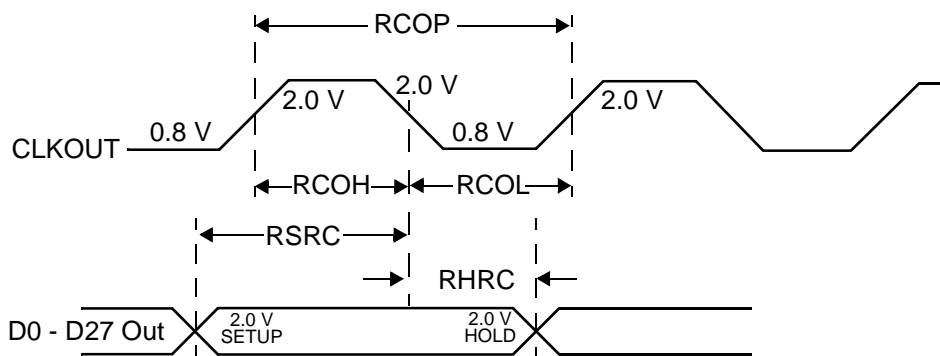 RCOP
2.0 V
2.0 V
2.0 V
0.8 V
0.8 V
CLKOUT
RCOH
RCOL
RSRC
RHRC
D0 - D27 Out
2.0 V
SETUP
2.0 V
HOLD